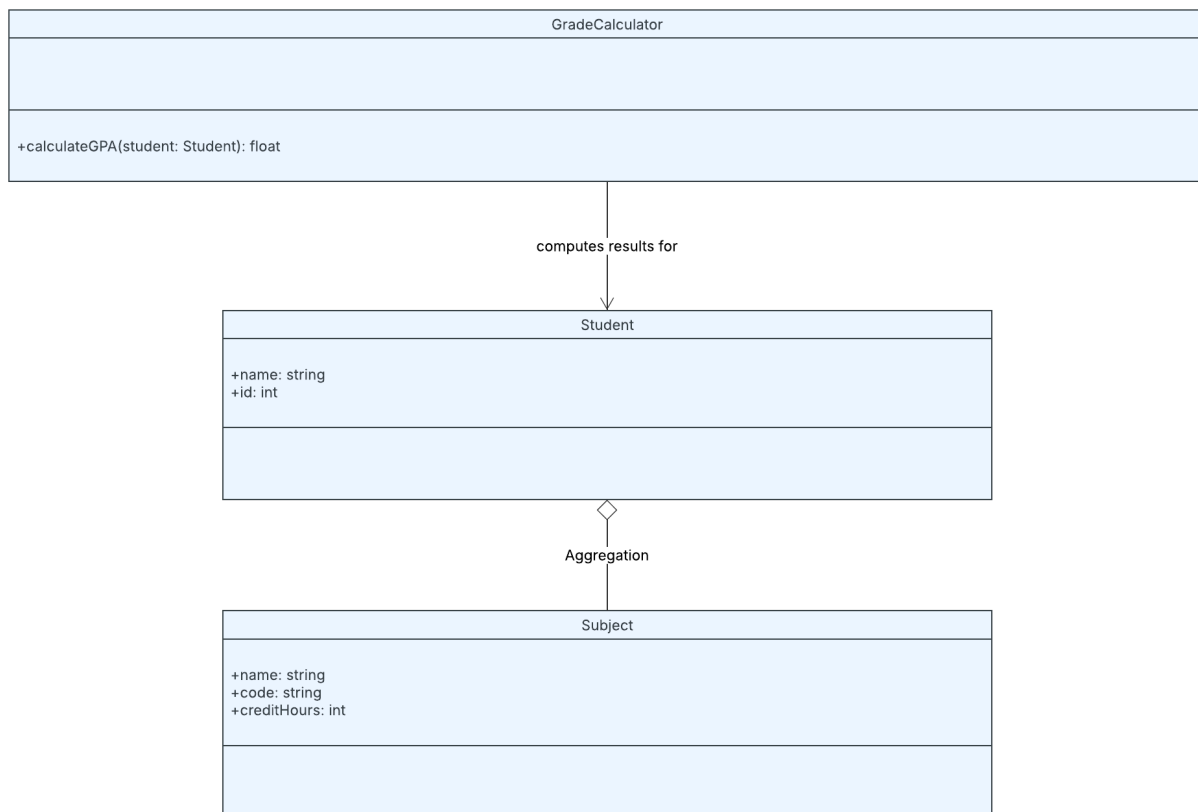 GradeCalculator
+calculateGPA(student: Student): float
computes results for
Student
+name: string
+id: int
Aggregation
Subject
+name: string
+code: string
+creditHours: int